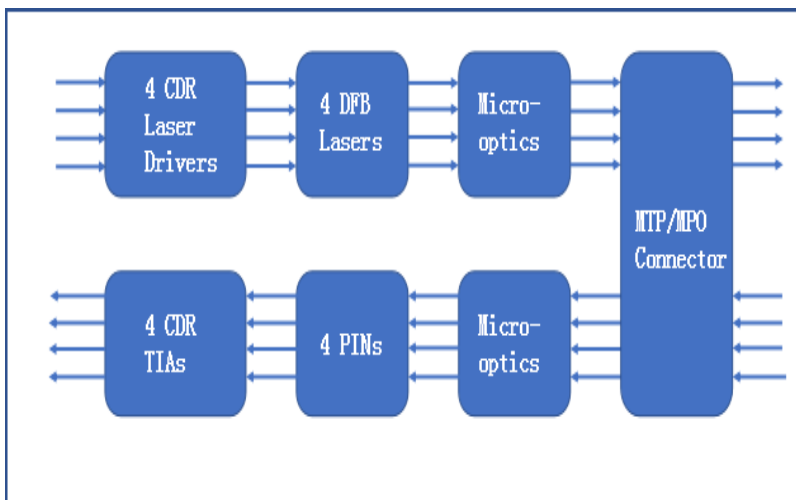 4 CDR
Laser
Drivers
4 DFB
Lasers
Micro-
optics
MTP/MPO
Connector
4 CDR
TIAs
4 PINs
Micro-
optics